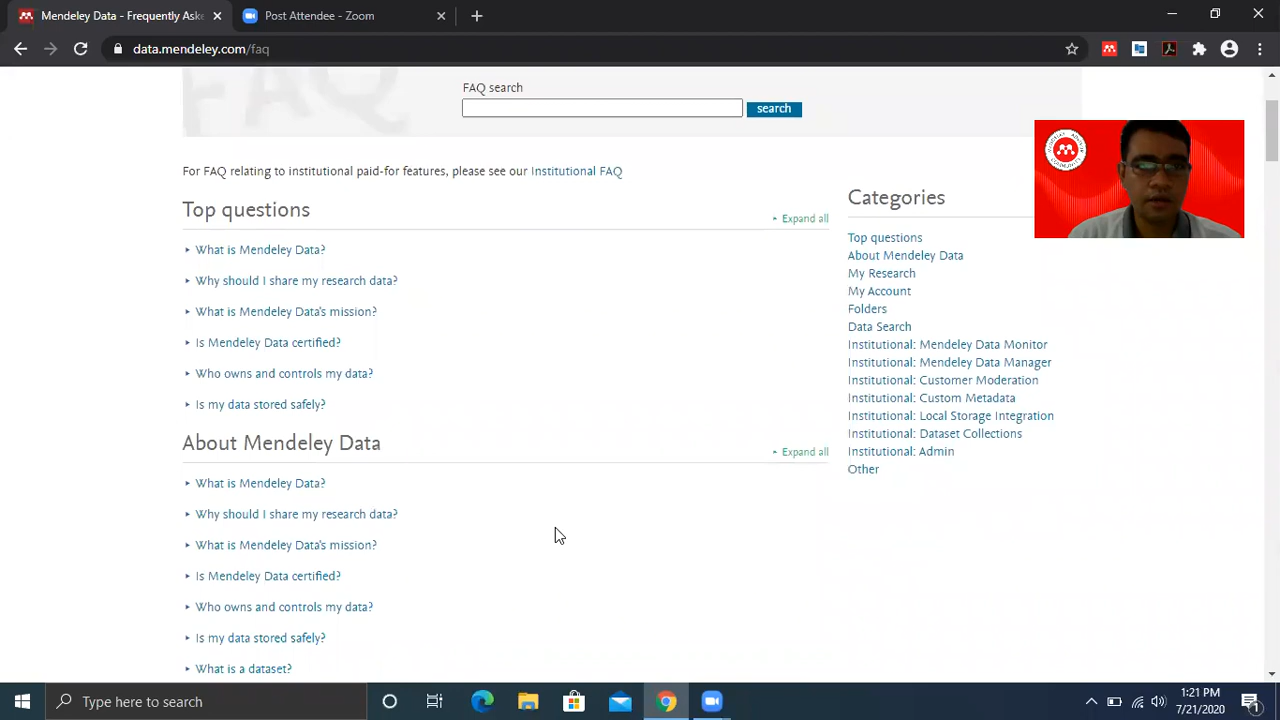 Mendeley Data - Frequently Aske
Post Attendee - Zoom
data.mendeley.com/faq
FAQ
FAQ search
search
For FAQ relating to institutional paid-for features, please see our Institutional FAQ
Top questions
Expand all
What is Mendeley Data?
Why should I share my research data?
What is Mendeley Data's mission?
Is Mendeley Data certified?
Who owns and controls my data?
Is my data stored safely?
About Mendeley Data
Expand all
What is Mendeley Data?
Why should I share my research data?
What is Mendeley Data's mission?
Is Mendeley Data certified?
Who owns and controls my data?
Is my data stored safely?
What is a dataset?
Categories
Top questions
About Mendeley Data
My Research
My Account
Folders
Data Search
Institutional: Mendeley Data Monitor
Institutional: Mendeley Data Manager
Institutional: Customer Moderation
Institutional: Custom Metadata
Institutional: Local Storage Integration
Institutional: Dataset Collections
Institutional: Admin
Other
Type here to search
1:21 PM
7/21/2020
1